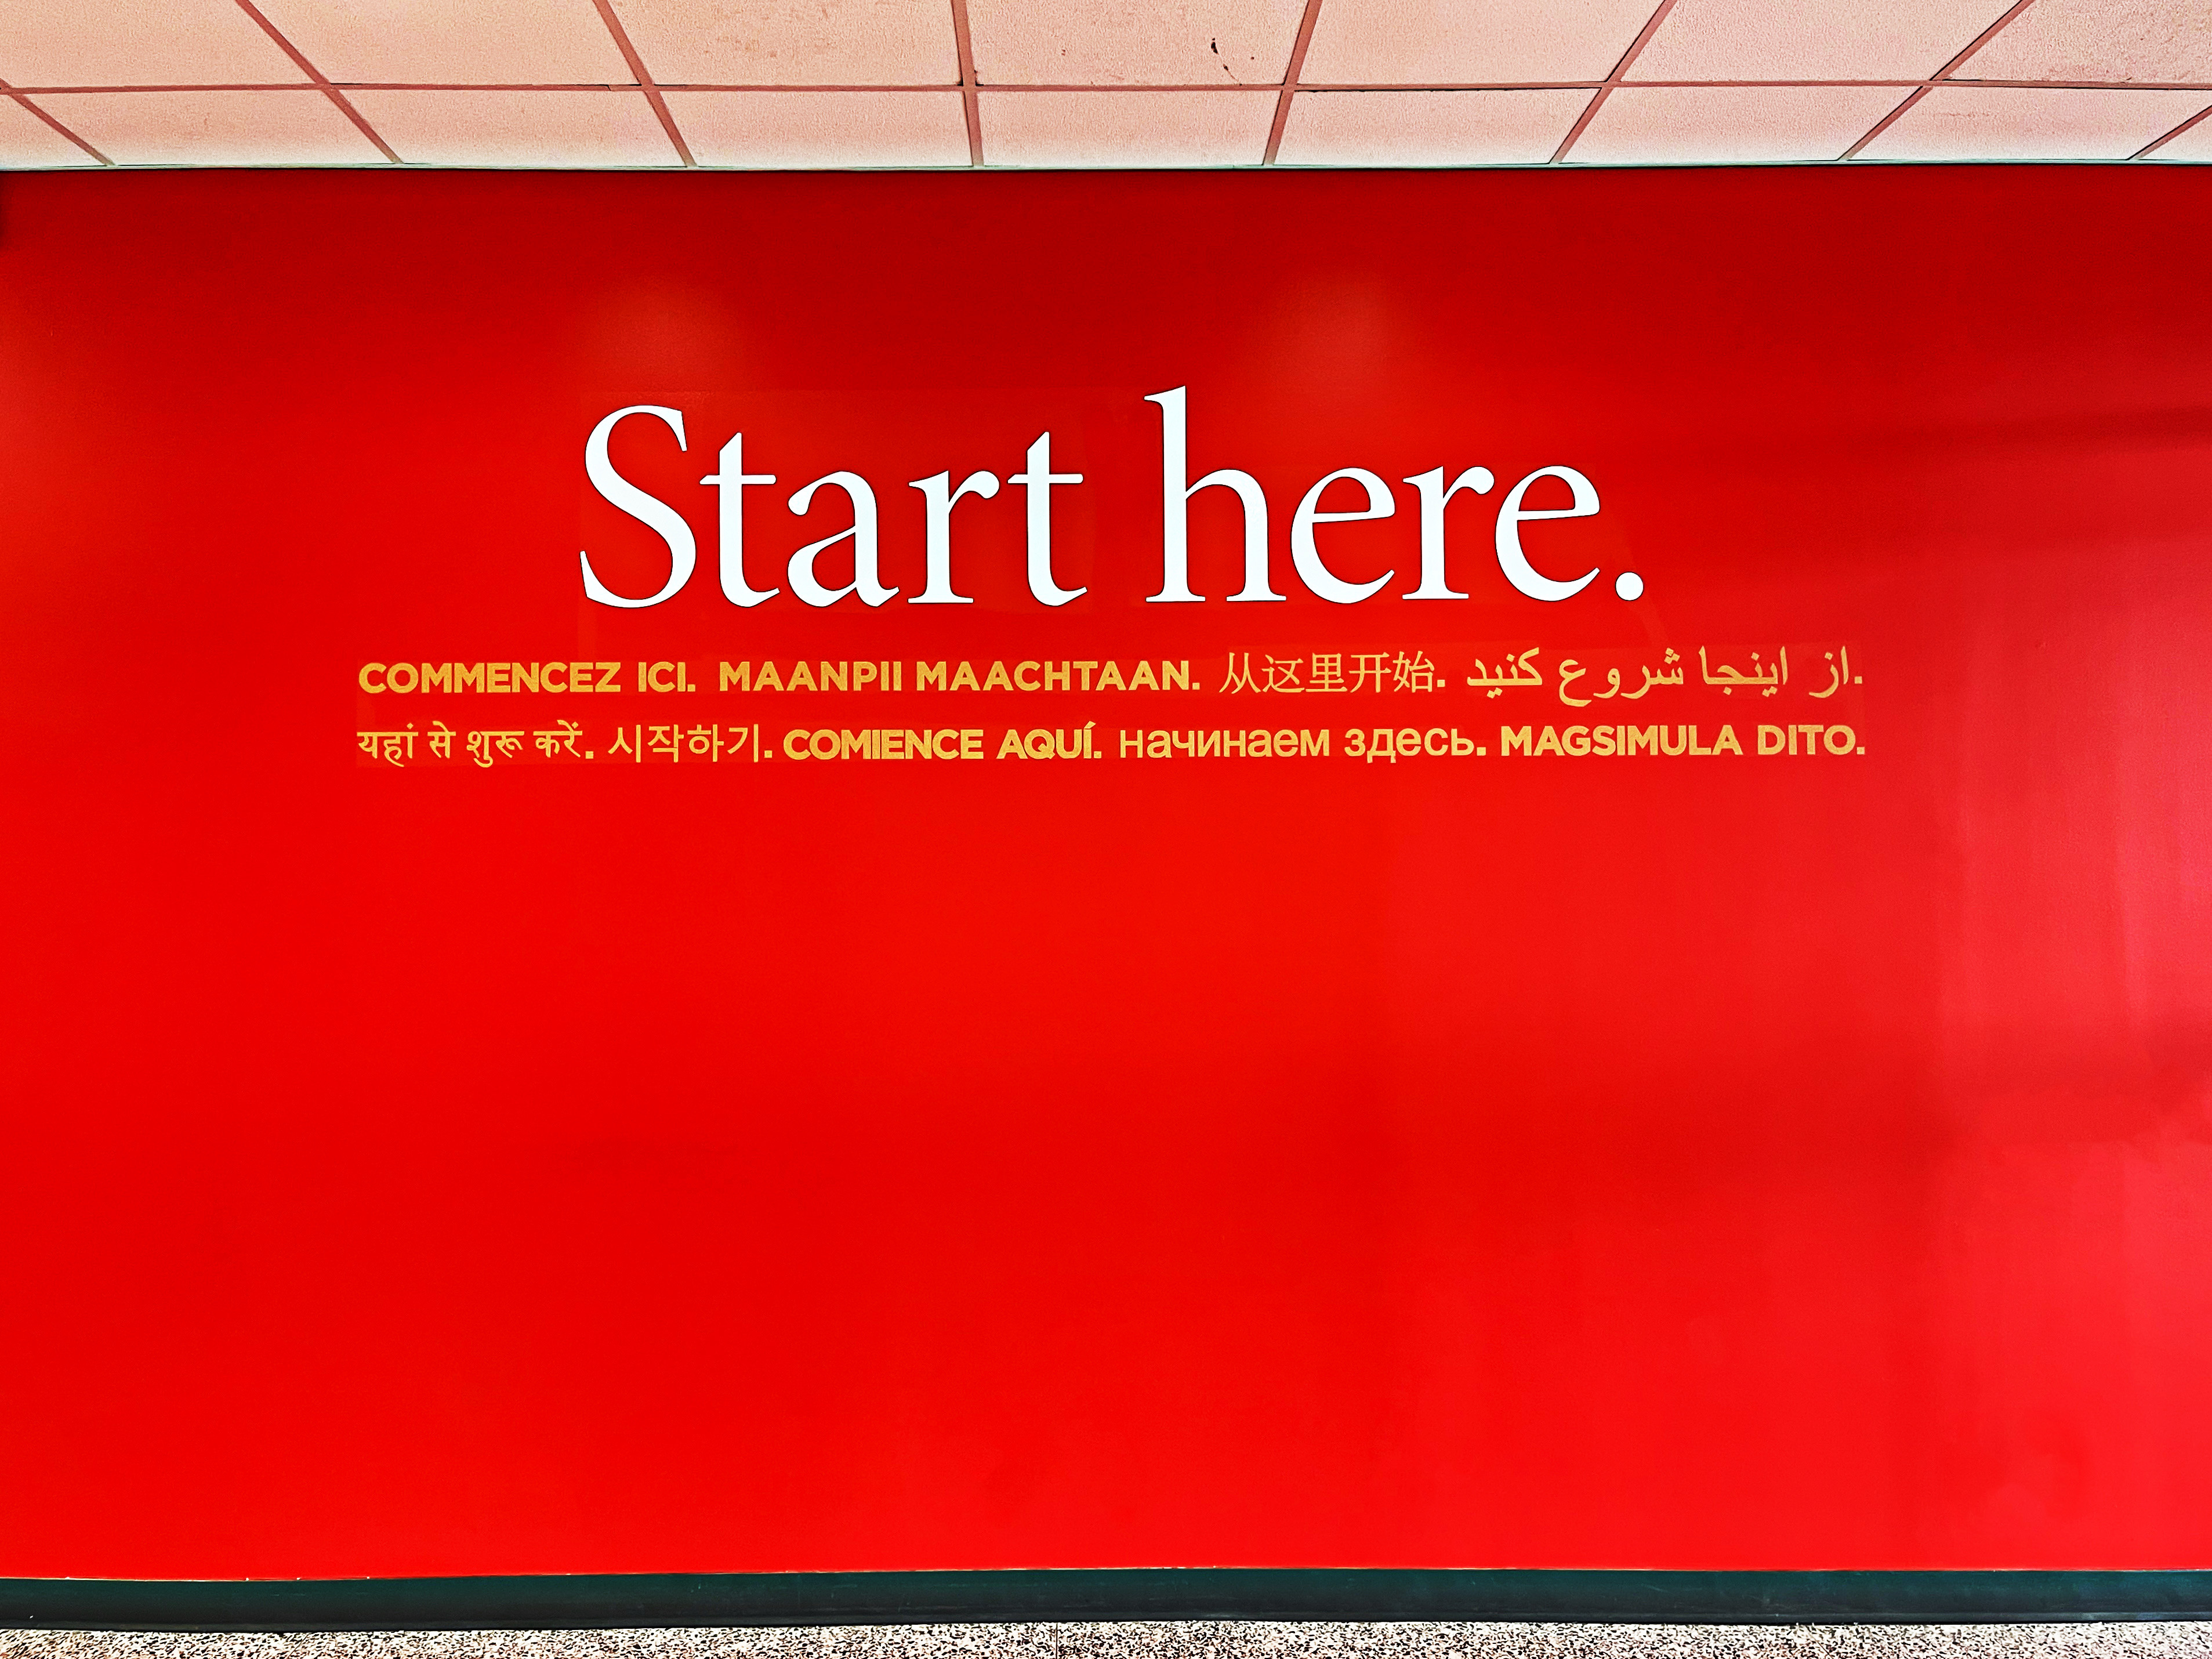 Start here.
COMMENCEZ ICI. MAANPII MAACHTAAN. 从这里开始. از اینجا شروع کنید.
यहां से शुरू करें. 시작하기. COMIENCE AQUÍ. начинаем здесь. MAGSIMULA DITO.